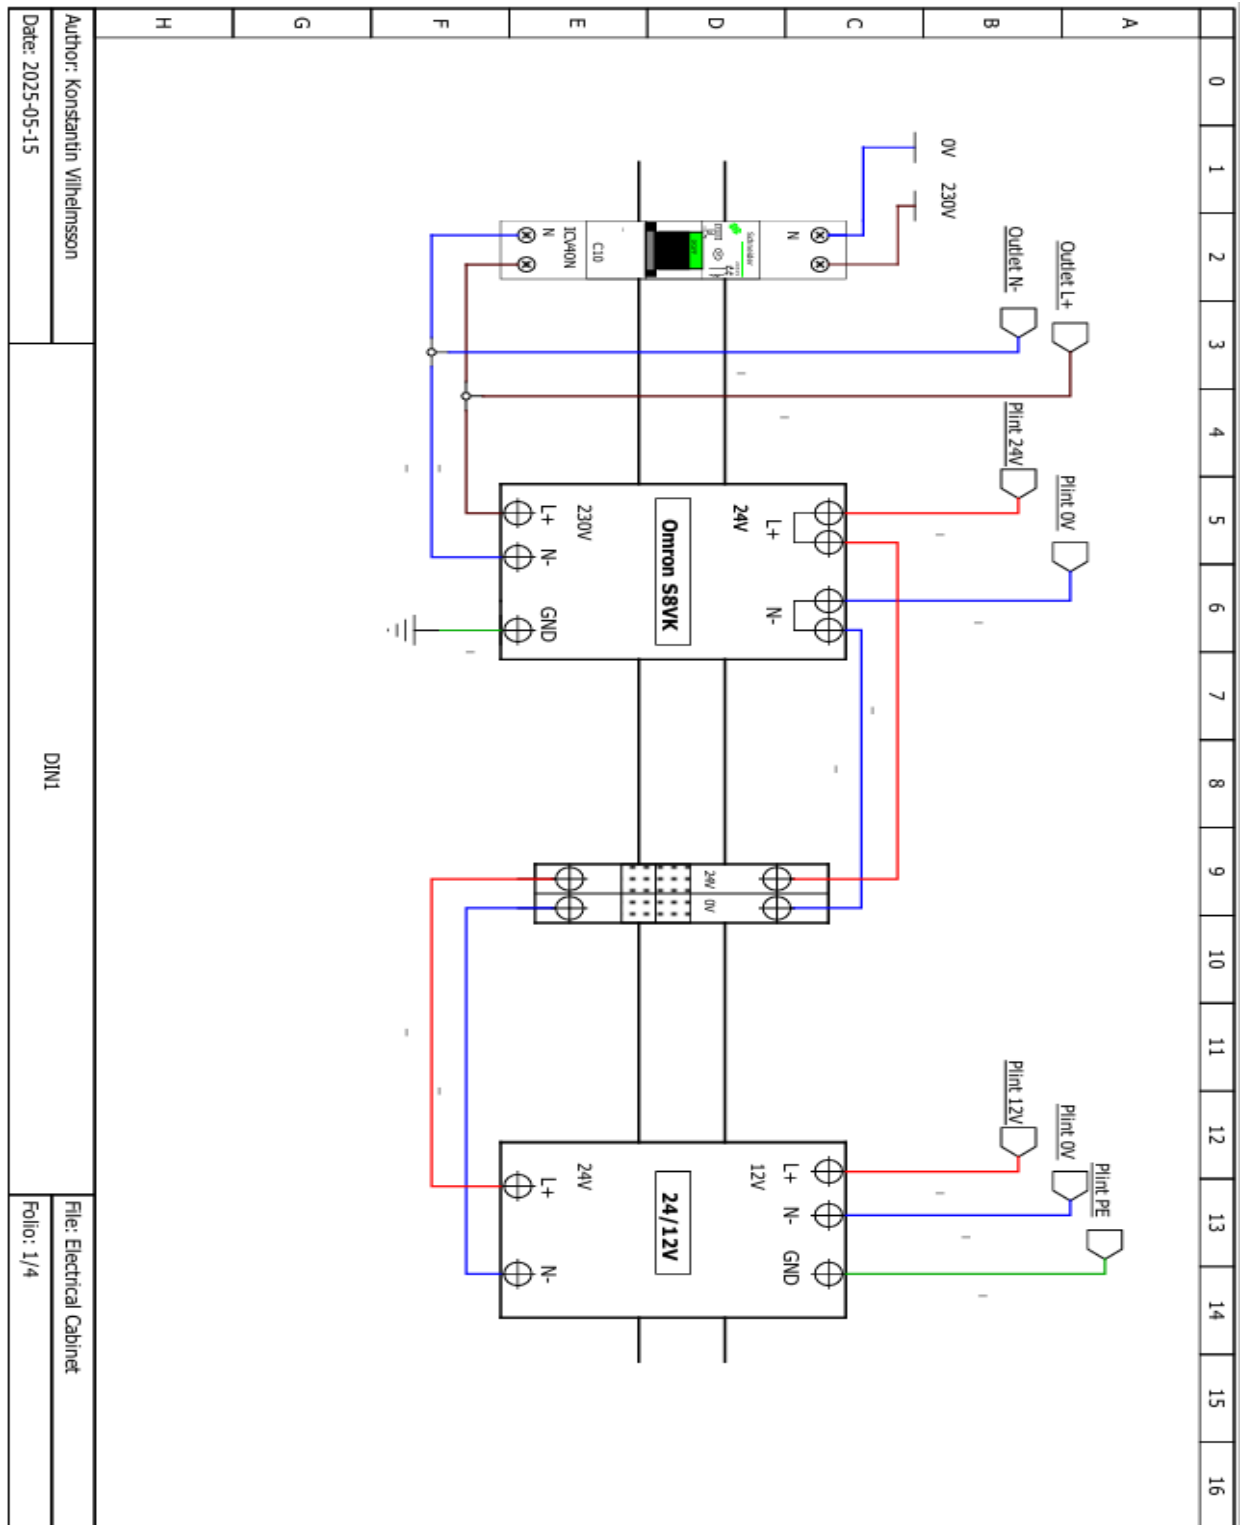 0 1 2 3 4 5 6 7 8 9 10 11 12 13 14 15 16
A
B
C
D
E
F
G
H
0V
230V
Outlet L+
Outlet N-
Plint 24V
Plint 0V
Plint 12V
Plint 0V
Plint PE
N
Schneider
C10
ICV40N
N
L+
N-
24V
Omron S8VK
230V
L+
N-
GND
24V
0V
L+
N-
GND
12V
24/12V
24V
L+
N-
Author: Konstantin Vilhelmsson
Date: 2025-05-15
DIN1
File: Electrical Cabinet
Folio: 1/4